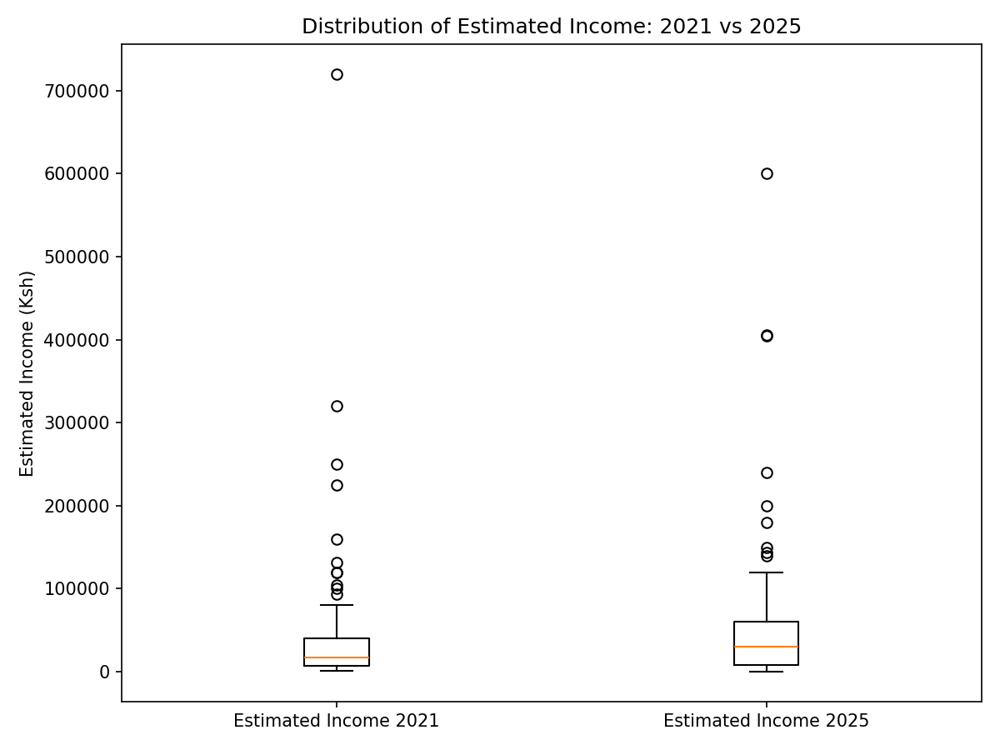 Distribution of Estimated Income: 2021 vs 2025
Estimated Income (Ksh)
700000
600000
500000
400000
300000
200000
100000
0
Estimated Income 2021
Estimated Income 2025